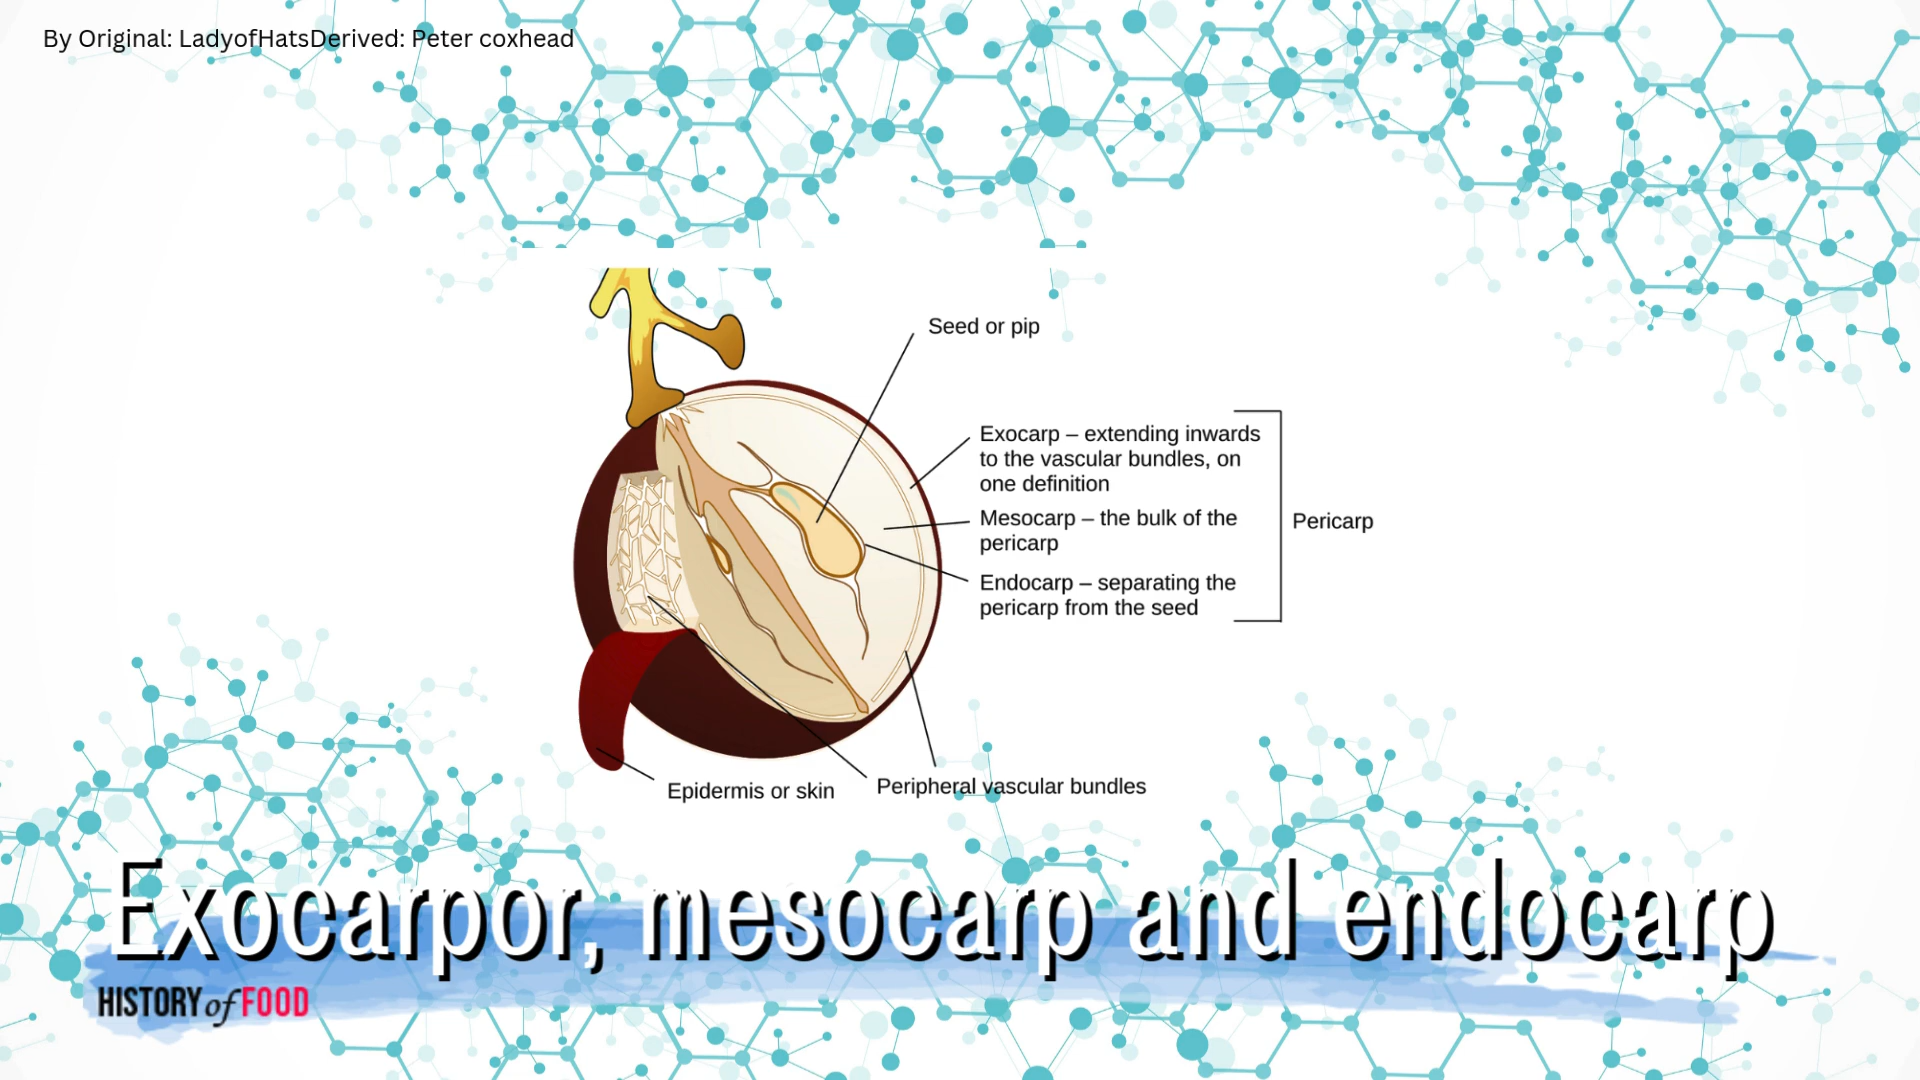 By Original: LadyofHatsDerived: Peter coxhead
Seed or pip
Exocarp – extending inwards
to the vascular bundles, on
one definition
Mesocarp – the bulk of the
pericarp
Endocarp – separating the
pericarp from the seed
Pericarp
Epidermis or skin
Peripheral vascular bundles
Exocarpor, mesocarp and endocarp
HISTORY of FOOD